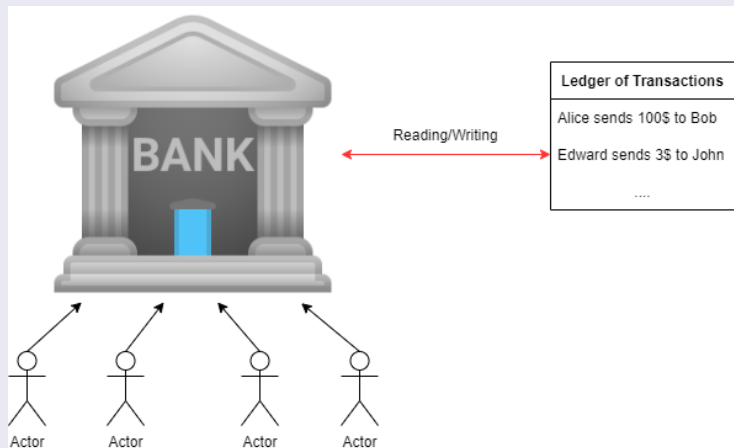 BANK
Reading/Writing
Ledger of Transactions
Alice sends 100$ to Bob
Edward sends 3$ to John
....
Actor
Actor
Actor
Actor